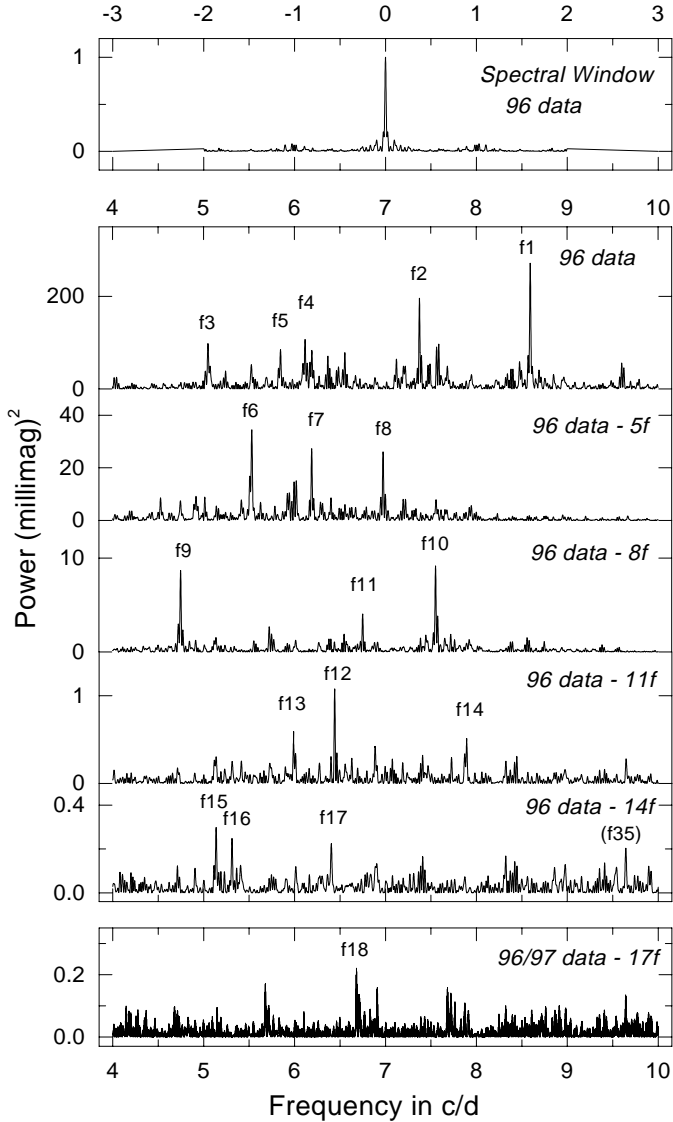 -3 -2 -1 0 1 2 3
Spectral Window
96 data
1
0
4 5 6 7 8 9 10
96 data
f1
f2
f3
f4
f5
200
0
96 data - 5f
f6
f7
f8
40
20
0
96 data - 8f
f9
f10
f11
10
0
96 data - 11f
f12
f13
f14
1
0
96 data - 14f
f15
f16
f17
(f35)
0.4
0.0
96/97 data - 17f
f18
0.2
0.0
4 5 6 7 8 9 10
Power (millimag)²
Frequency in c/d